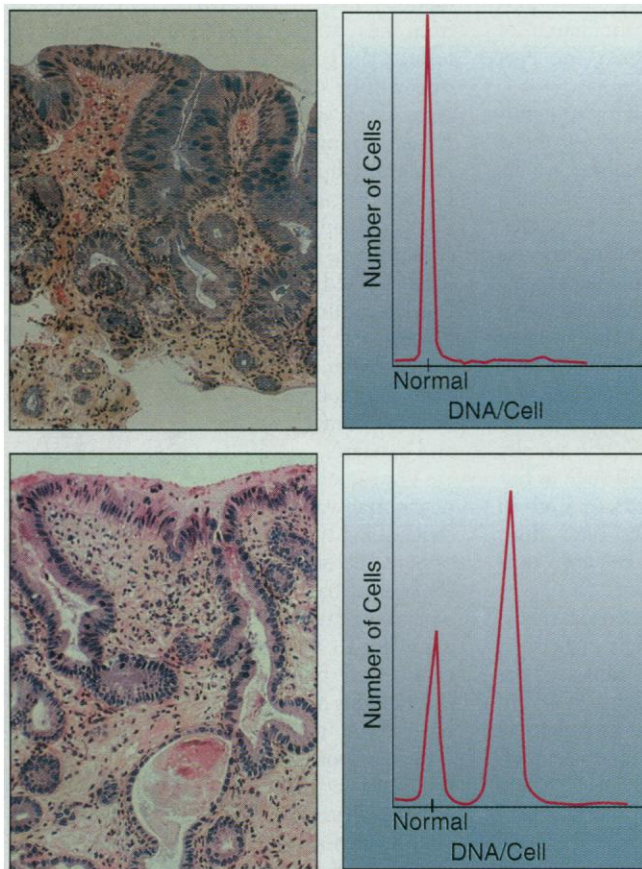 Number of Cells
Normal
DNA/Cell
Number of Cells
Normal
DNA/Cell